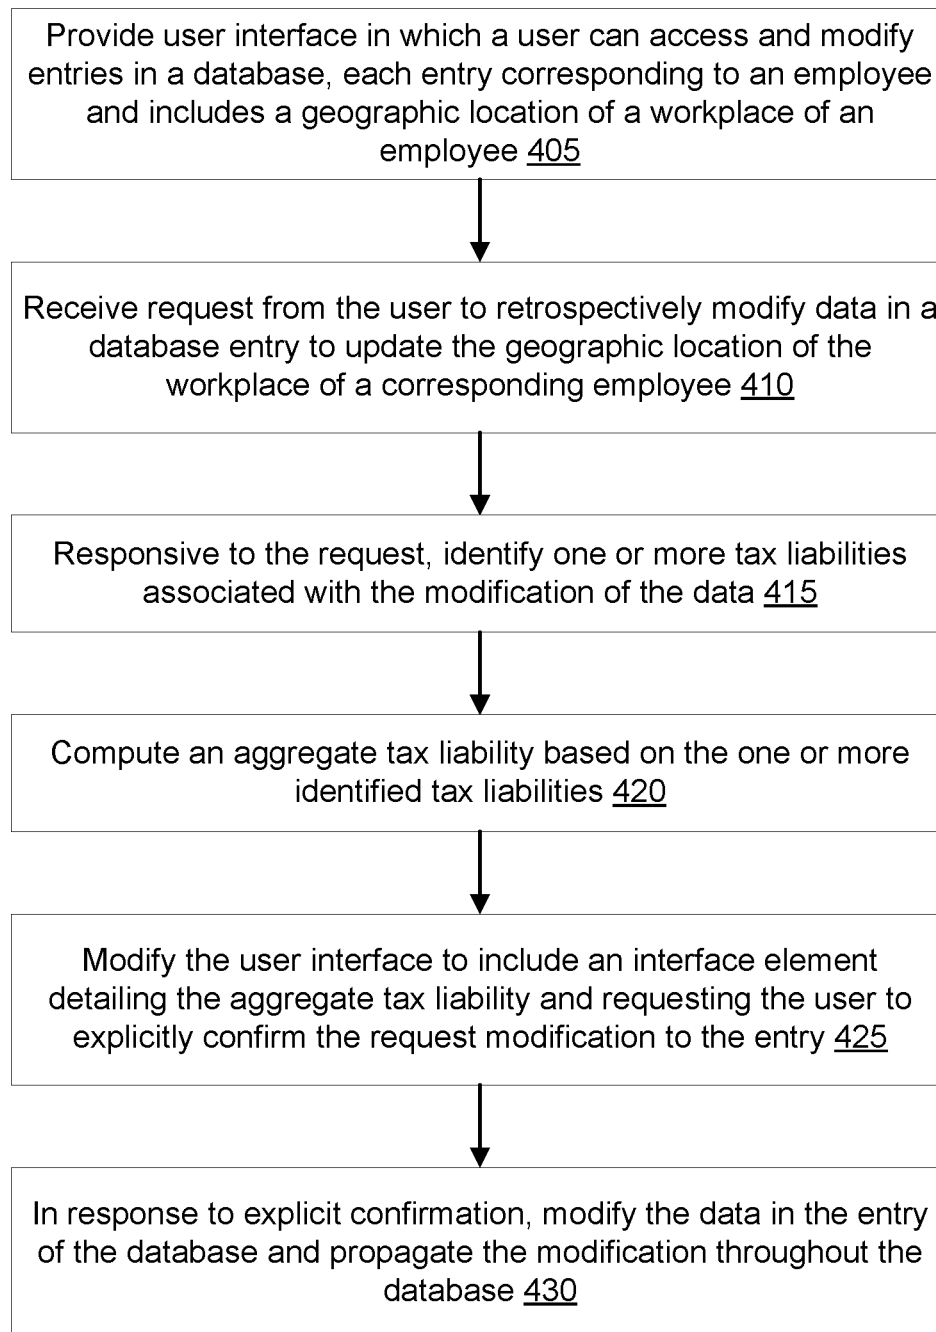 Provide user interface in which a user can access and modify
entries in a database, each entry corresponding to an employee
and includes a geographic location of a workplace of an
employee 405
Receive request from the user to retrospectively modify data in a
database entry to update the geographic location of the
workplace of a corresponding employee 410
Responsive to the request, identify one or more tax liabilities
associated with the modification of the data 415
Compute an aggregate tax liability based on the one or more
identified tax liabilities 420
Modify the user interface to include an interface element
detailing the aggregate tax liability and requesting the user to
explicitly confirm the request modification to the entry 425
In response to explicit confirmation, modify the data in the entry
of the database and propagate the modification throughout the
database 430